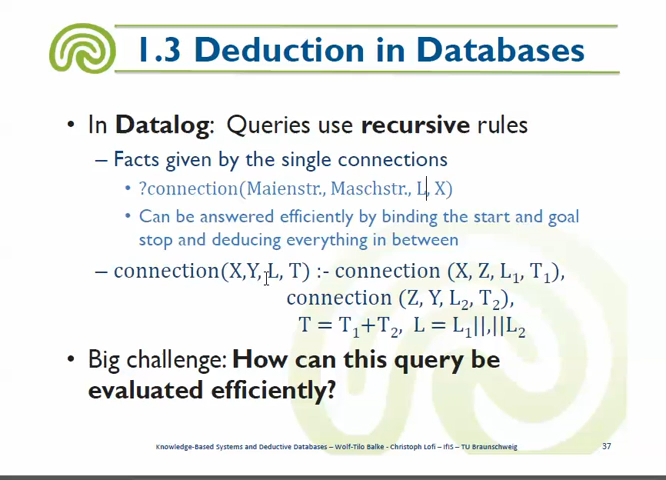 1.3 Deduction in Databases
• In Datalog: Queries use recursive rules
– Facts given by the single connections
• ?connection(Maienstr., Maschstr., L, X)
• Can be answered efficiently by binding the start and goal
stop and deducing everything in between
– connection(X,Y, L, T) :- connection (X, Z, L₁, T₁),
connection (Z, Y, L₂, T₂),
T = T₁+T₂, L = L₁||,||L₂
• Big challenge: How can this query be
evaluated efficiently?
Knowledge-Based Systems and Deductive Databases – Wolf-Tilo Balke - Christoph Lofi – IfIS – TU Braunschweig
37